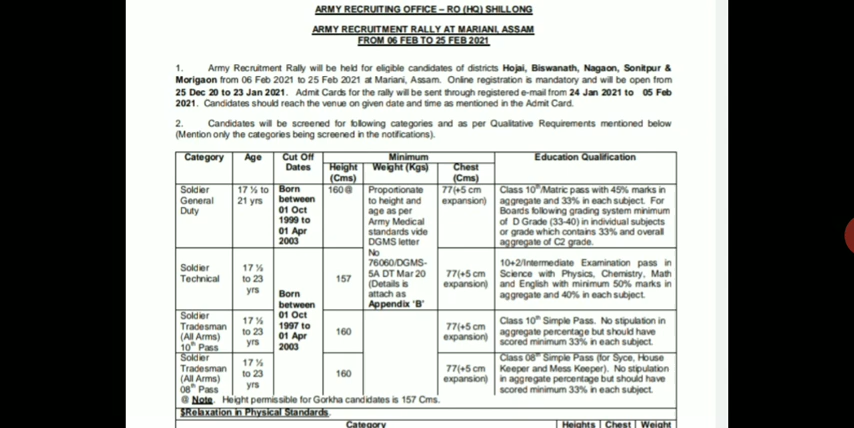 ARMY RECRUITING OFFICE – RO (HQ) SHILLONG
ARMY RECRUITMENT RALLY AT MARIANI, ASSAM
FROM 06 FEB TO 25 FEB 2021
1. Army Recruitment Rally will be held for eligible candidates of districts Hojai, Biswanath, Nagaon, Sonitpur &
Morigaon from 06 Feb 2021 to 25 Feb 2021 at Mariani, Assam. Online registration is mandatory and will be open from
25 Dec 20 to 23 Jan 2021. Admit Cards for the rally will be sent through registered e-mail from 24 Jan 2021 to 05 Feb
2021. Candidates should reach the venue on given date and time as mentioned in the Admit Card.
2. Candidates will be screened for following categories and as per Qualitative Requirements mentioned below
(Mention only the categories being screened in the notifications).
Category Age Cut Off Dates Minimum Education Qualification
Height (Cms) Weight (Kgs) Chest (Cms)
Soldier General Duty
17 ½ to 21 yrs
Born between 01 Oct 1999 to 01 Apr 2003
160@
Proportionate to height and age as per Army Medical standards vide DGMS letter No 76060/DGMS-5A DT Mar 20 (Details is attach as Appendix 'B'
77(+5 cm expansion)
Class 10th/Matric pass with 45% marks in
aggregate and 33% in each subject. For
Boards following grading system minimum
of D Grade (33-40) in individual subjects
or grade which contains 33% and overall
aggregate of C2 grade.
Soldier Technical
17 ½ to 23 yrs
Born between 01 Oct 1997 to 01 Apr 2003
157
77(+5 cm expansion)
10+2/Intermediate Examination pass in
Science with Physics, Chemistry, Math
and English with minimum 50% marks in
aggregate and 40% in each subject.
Soldier Tradesman (All Arms) 10th Pass
17 ½ to 23 yrs
160
77(+5 cm expansion)
Class 10th Simple Pass. No stipulation in
aggregate percentage but should have
scored minimum 33% in each subject.
Soldier Tradesman (All Arms) 08th Pass
17 ½ to 23 yrs
160
77(+5 cm expansion)
Class 08th Simple Pass (for Syce, House
Keeper and Mess Keeper). No stipulation
in aggregate percentage but should have
scored minimum 33% in each subject.
@ Note. Height permissible for Gorkha candidates is 157 Cms.
$Relaxation in Physical Standards.
Category Heights Chest Weight